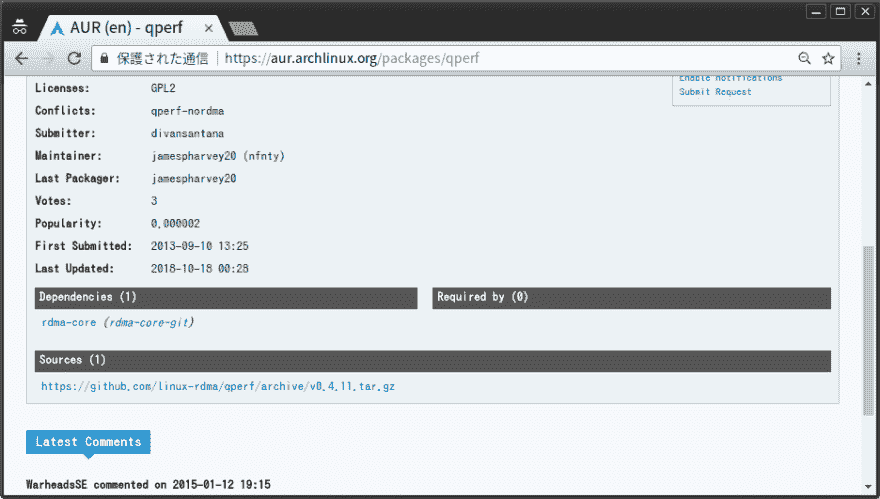 AUR (en) - qperf
保護された通信 https://aur.archlinux.org/packages/qperf
Enable notifications
Licenses: GPL2
Submit Request
Conflicts: qperf-nordma
Submitter: divansantana
Maintainer: jamespharvey20 (nfnty)
Last Packager: jamespharvey20
Votes: 3
Popularity: 0.000002
First Submitted: 2013-09-10 13:25
Last Updated: 2018-10-18 00:28
Dependencies (1) Required by (0)
rdma-core (rdma-core-git)
Sources (1)
https://github.com/linux-rdma/qperf/archive/v0.4.11.tar.gz
Latest Comments
WarheadsSE commented on 2015-01-12 19:15